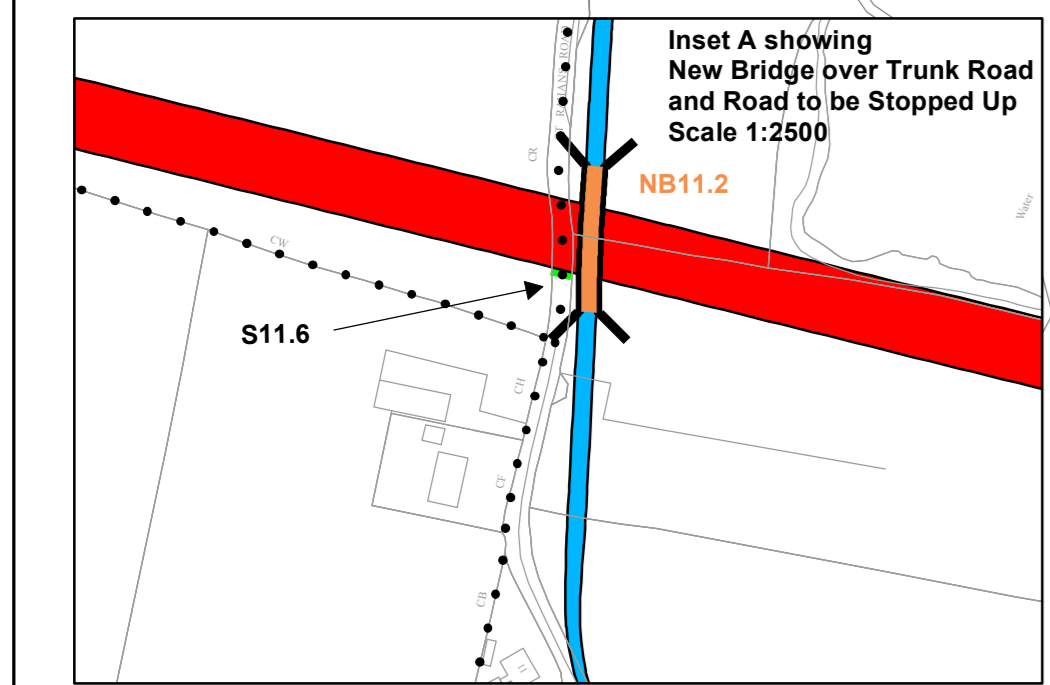 Inset A showing
New Bridge over Trunk Road
and Road to be Stopped Up
Scale 1:2500
CR
NB11.2
Water
CW
S11.6
CH
CF
CB